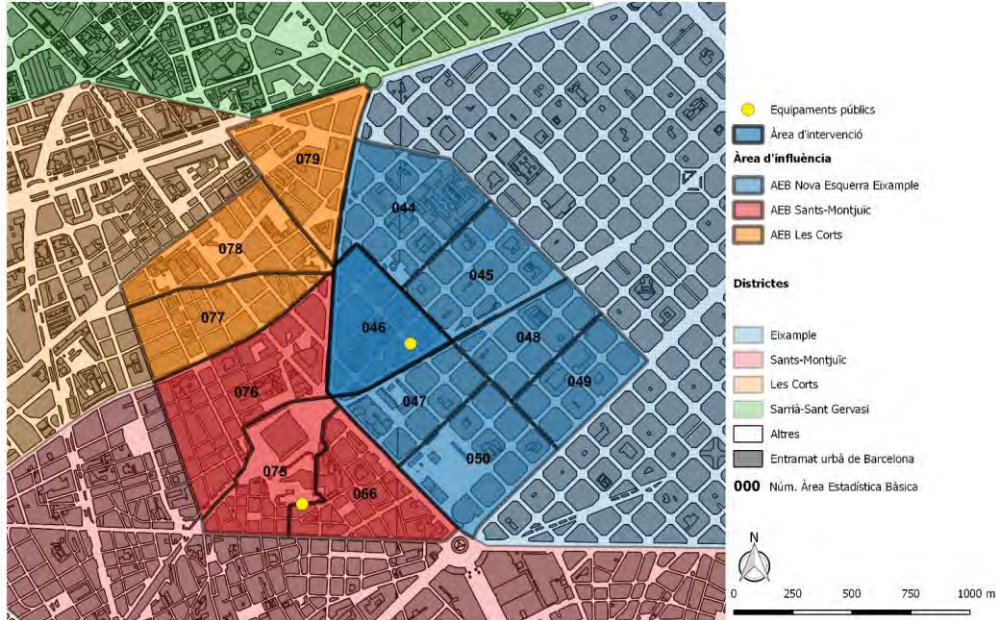 079
044
078
045
077
046
048
076
049
047
050
075
066
Equipaments públics
Àrea d'intervenció
Àrea d'influència
AEB Nova Esquerra Eixample
AEB Sants-Montjuïc
AEB Les Corts
Districtes
Eixample
Sants-Montjuïc
Les Corts
Sarrià-Sant Gervasi
Altres
Entramat urbà de Barcelona
000 Núm. Àrea Estadística Bàsica
N
0 250 500 750 1000 m